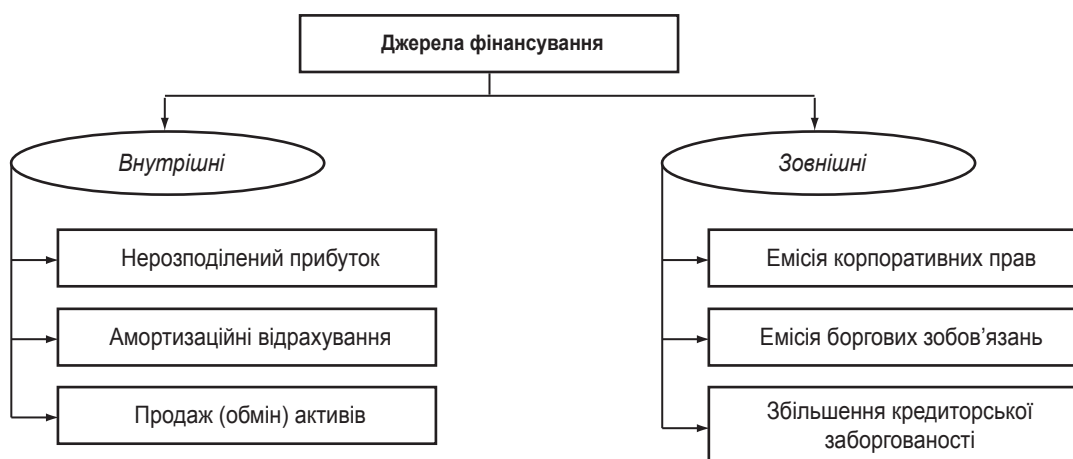 Джерела фінансування
Внутрішні
Зовнішні
Нерозподілений прибуток
Амортизаційні відрахування
Продаж (обмін) активів
Емісія корпоративних прав
Емісія боргових зобов’язань
Збільшення кредиторської
заборгованості